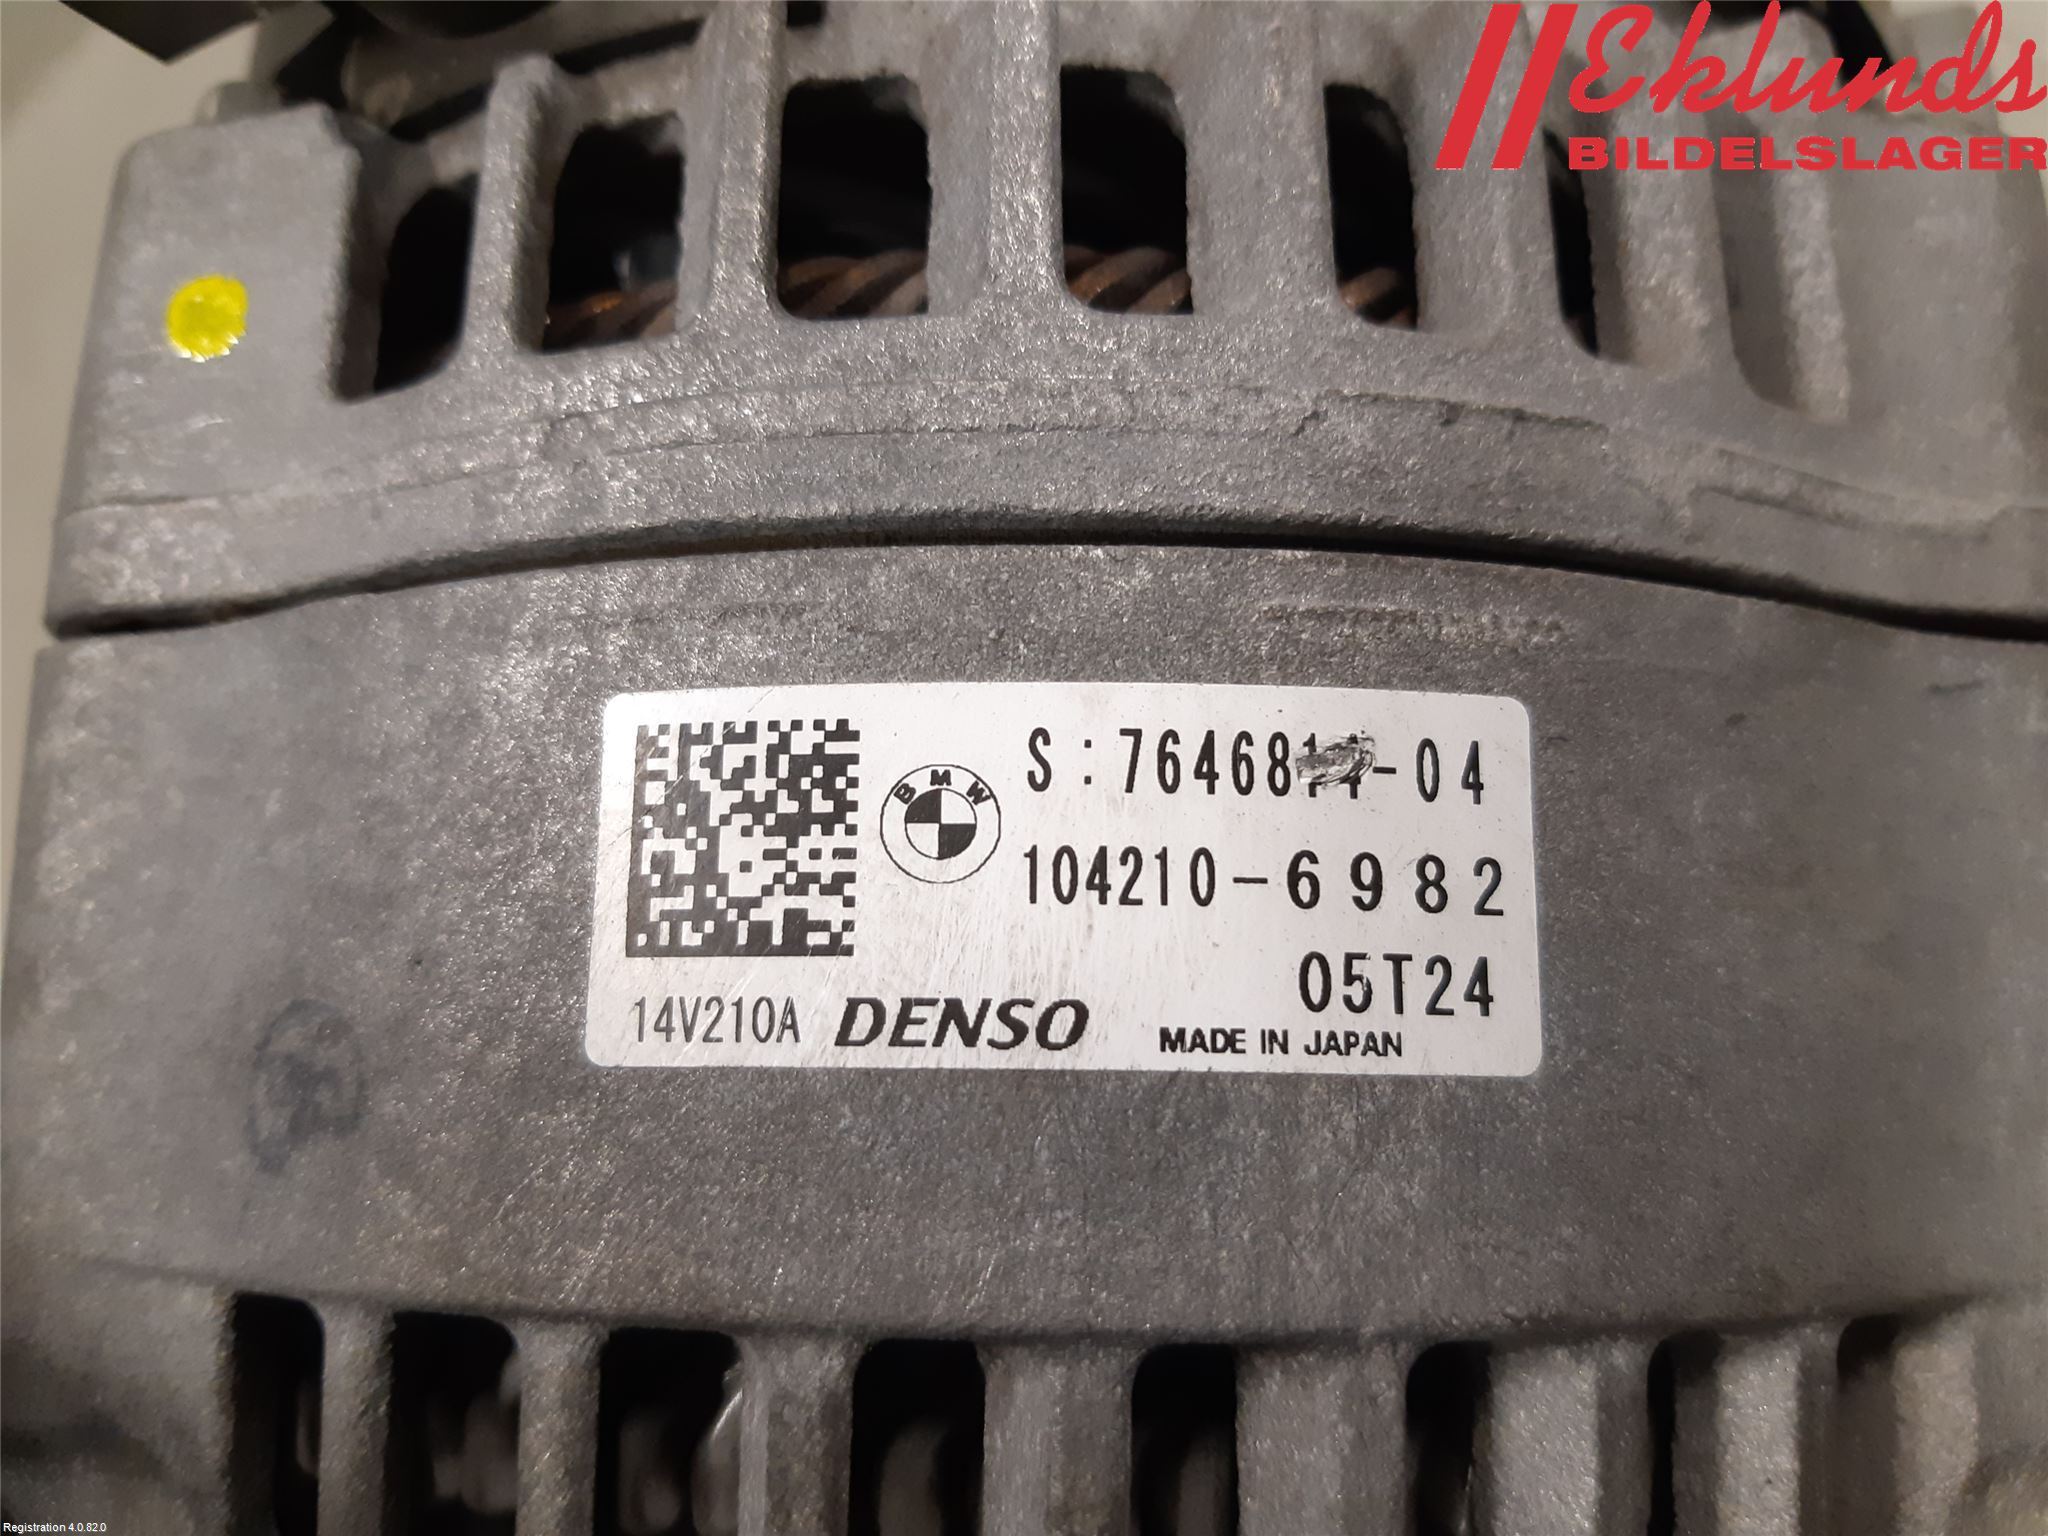 Eklunds
BILDELSLAGER
BMW
104210-6982
05T24
14V210A DENSO MADE IN JAPAN
Registration 4.0.82.0